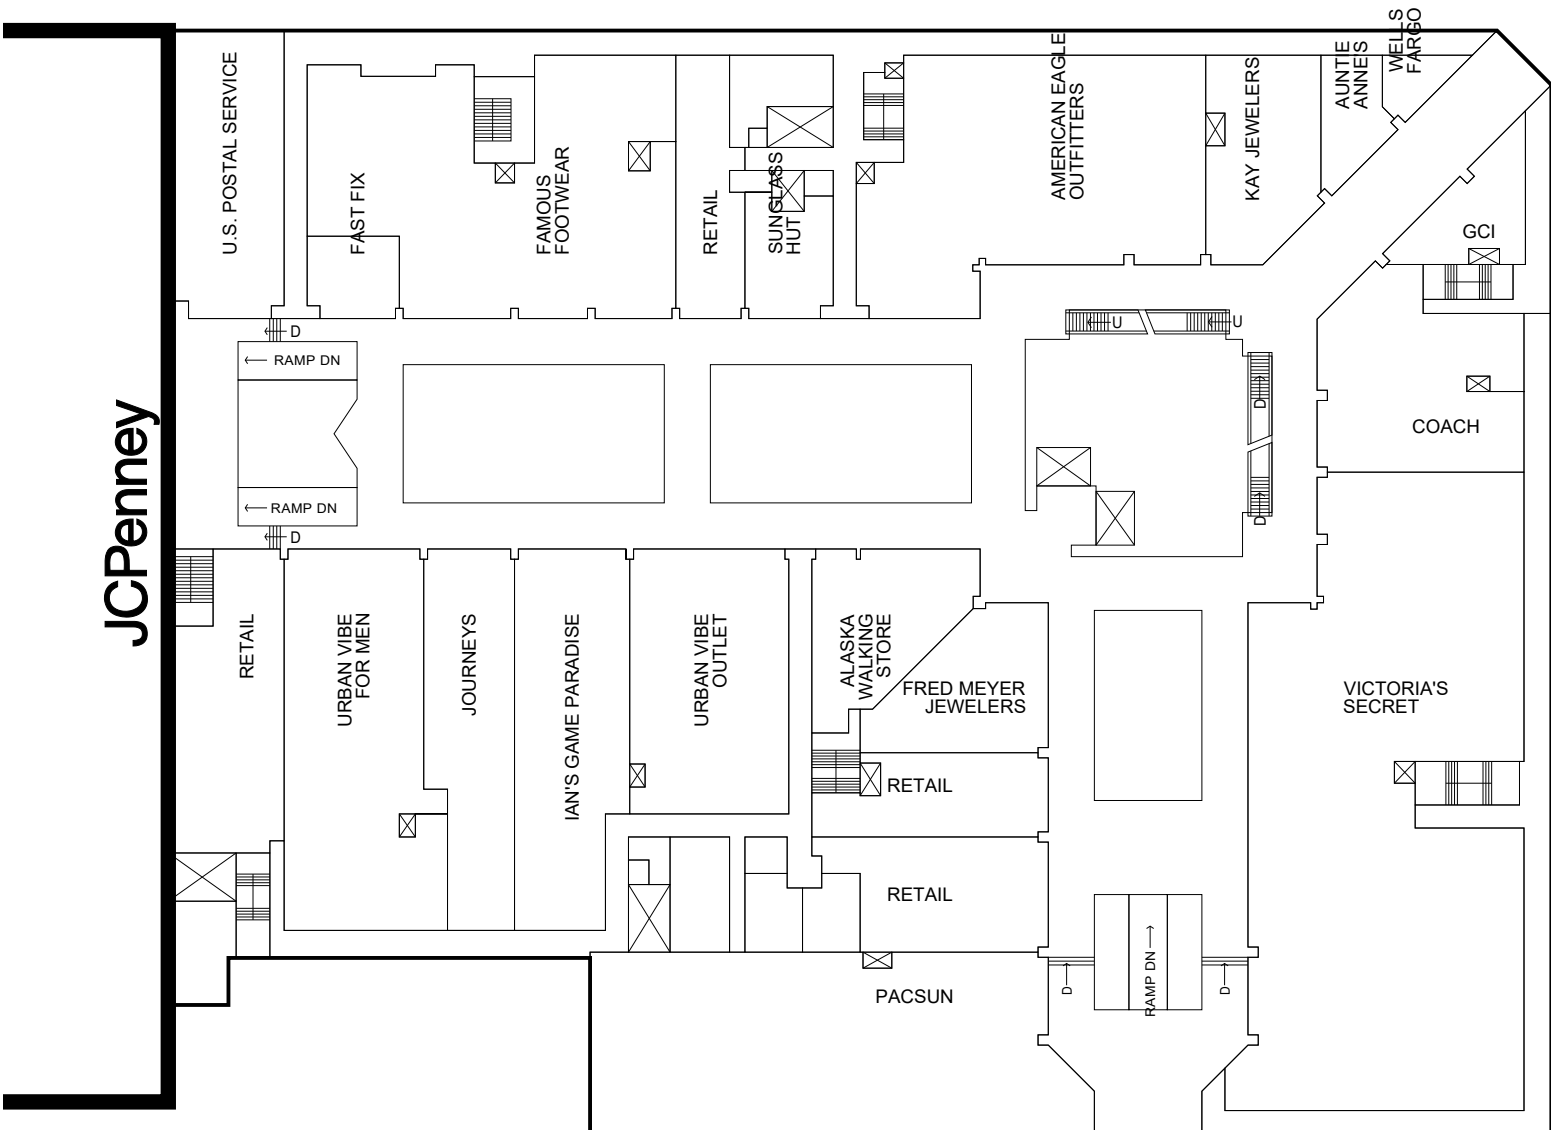 WELLS
FARGO
AUNTIE
ANNE'S
U.S. POSTAL SERVICE
FAST FIX
FAMOUS
FOOTWEAR
RETAIL
SUNGLASS
HUT
AMERICAN EAGLE
OUTFITTERS
KAY JEWELERS
GCI
D
RAMP DN
U
U
D
COACH
JCPenney
RAMP DN
D
D
RETAIL
URBAN VIBE
FOR MEN
JOURNEYS
IAN'S GAME PARADISE
URBAN VIBE
OUTLET
ALASKA
WALKING
STORE
FRED MEYER
JEWELERS
VICTORIA'S
SECRET
RETAIL
RETAIL
PACSUN
D
RAMP DN
D